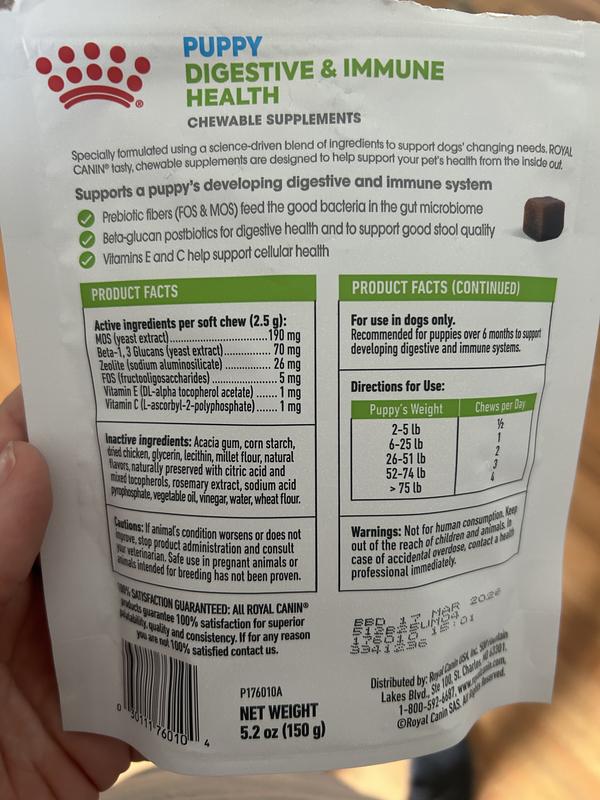 PUPPY
DIGESTIVE & IMMUNE
HEALTH
CHEWABLE SUPPLEMENTS
Specially formulated using a science-driven blend of ingredients to support dogs' changing needs. ROYAL
CANIN® tasty, chewable supplements are designed to help support your pet's health from the inside out.
Supports a puppy's developing digestive and immune system
Prebiotic fibers (FOS & MOS) feed the good bacteria in the gut microbiome
Beta-glucan postbiotics for digestive health and to support good stool quality
Vitamins E and C help support cellular health
PRODUCT FACTS
Active ingredients per soft chew (2.5 g):
MOS (yeast extract)..............................190 mg
Beta-1, 3 Glucans (yeast extract)..............70 mg
Zeolite (sodium aluminosilicate) ..............26 mg
FOS (fructooligosaccharides) ..................5 mg
Vitamin E (DL-alpha tocopherol acetate) .......1 mg
Vitamin C (L-ascorbyl-2-polyphosphate) .......1 mg
Inactive ingredients: Acacia gum, corn starch,
dried chicken, glycerin, lecithin, millet flour, natural
flavors, naturally preserved with citric acid and
mixed tocopherols, rosemary extract, sodium acid
pyrophosphate, vegetable oil, vinegar, water, wheat flour.
Cautions: If animal's condition worsens or does not
improve, stop product administration and consult
your veterinarian. Safe use in pregnant animals or
animals intended for breeding has not been proven.
100% SATISFACTION GUARANTEED: All ROYAL CANIN®
products guarantee 100% satisfaction for superior
palatability, quality and consistency. If for any reason
you are not 100% satisfied contact us.
PRODUCT FACTS (CONTINUED)
For use in dogs only.
Recommended for puppies over 6 months to support
developing digestive and immune systems.
Directions for Use:
Puppy's Weight Chews per Day
2-5 lb ½
6-25 lb 1
26-51 lb 2
52-74 lb 3
> 75 lb 4
Warnings: Not for human consumption. Keep
out of the reach of children and animals. In
case of accidental overdose, contact a health
professional immediately.
MAR 2026
15:01
Distributed by: Royal Canin USA, Inc. 500 Fountain
Lakes Blvd., Ste 100, St. Charles, MO 63301.
1-800-592-6687. www.royalcanin.com.
©Royal Canin SAS. All Rights Reserved.
0 30111 76010 4
P176010A
NET WEIGHT
5.2 oz (150 g)